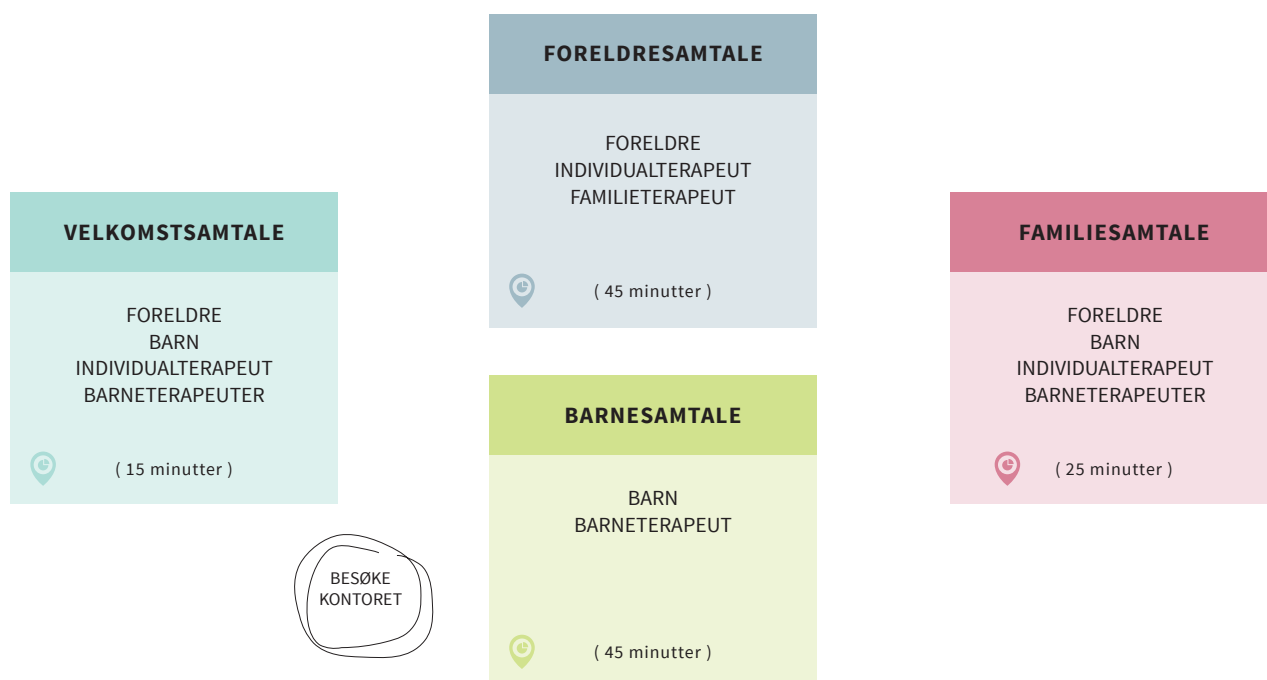 VELKOMSTSAMTALE
FORELDRE
BARN
INDIVIDUALTERAPEUT
BARNETERAPEUTER
( 15 minutter )
BESØKE
KONTORET
FORELDRESAMTALE
FORELDRE
INDIVIDUALTERAPEUT
FAMILIETERAPEUT
( 45 minutter )
BARNESAMTALE
BARN
BARNETERAPEUT
( 45 minutter )
FAMILIESAMTALE
FORELDRE
BARN
INDIVIDUALTERAPEUT
BARNETERAPEUTER
( 25 minutter )